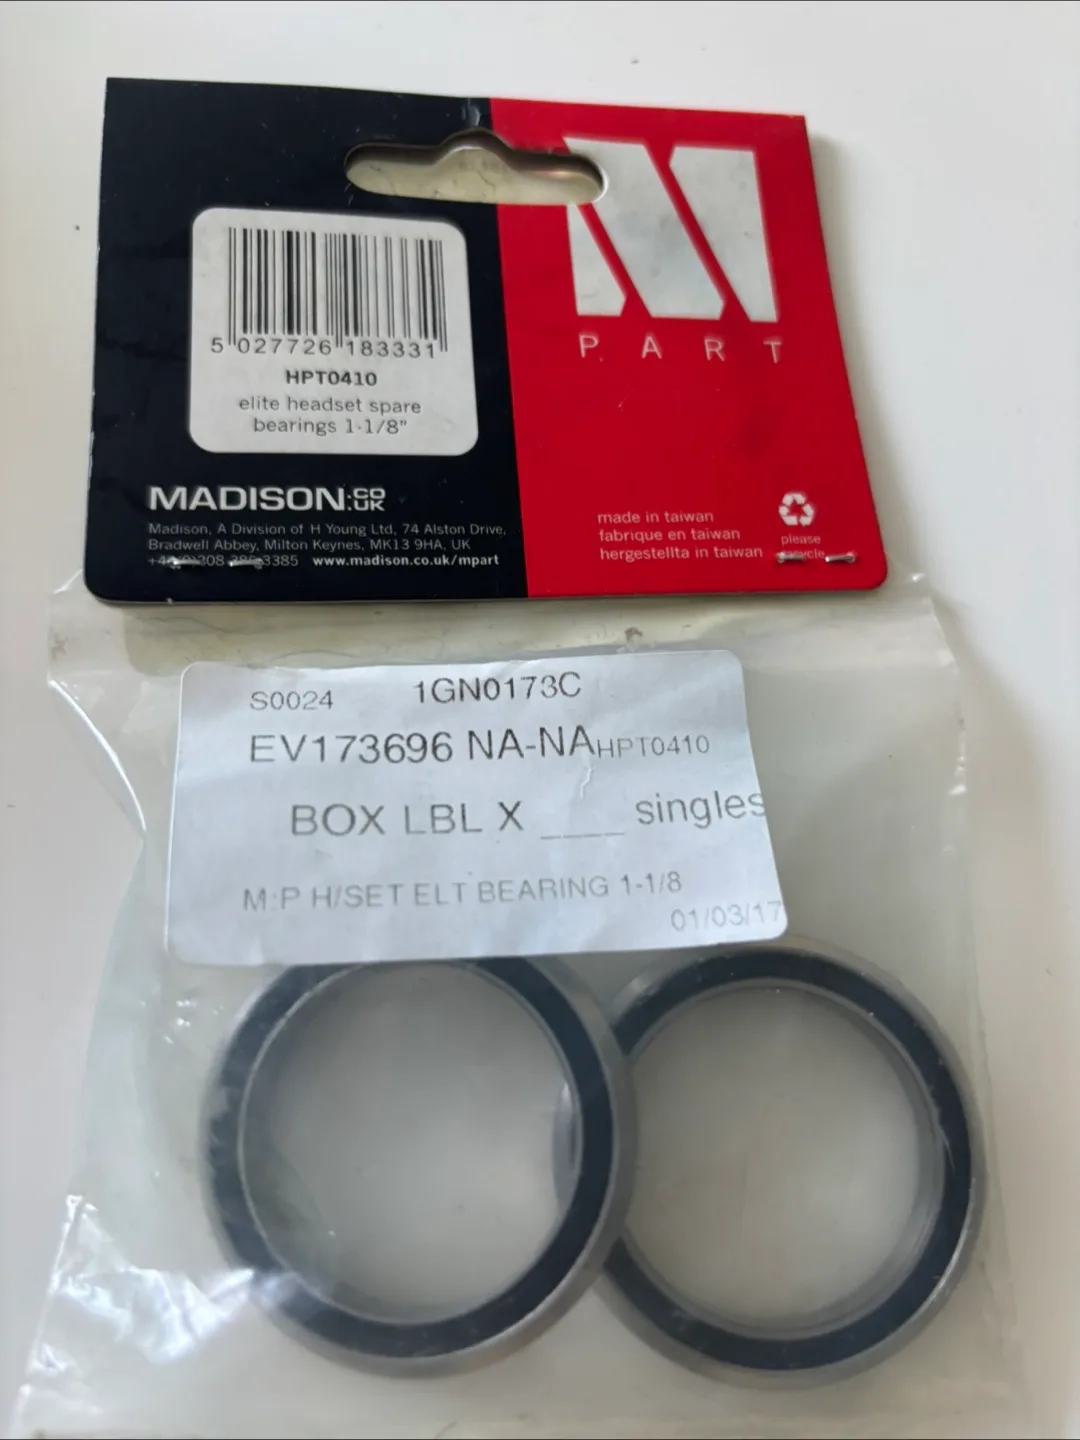 M
PART
5 027726 183331
HPT0410
elite headset spare
bearings 1-1/8"
MADISON.CO.UK
Madison, A Division of H Young Ltd, 74 Alston Drive,
Bradwell Abbey, Milton Keynes, MK13 9HA, UK
3385 www.madison.co.uk/mpart
made in taiwan
fabrique en taiwan
hergestellta in taiwan
please
S0024 1GN0173C
EV173696 NA-NA HPT0410
BOX LBL X ____ singles
M:P H/SET ELT BEARING 1-1/8
01/03/17